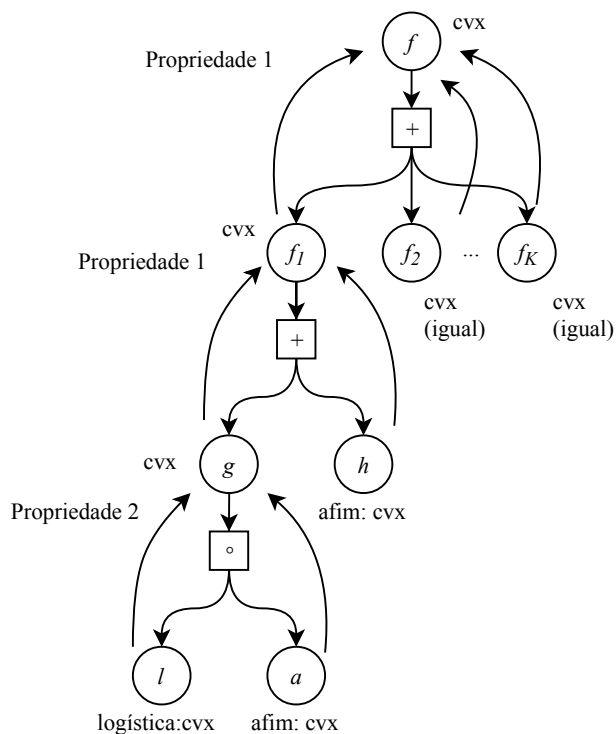 f
cvx
Propriedade 1
+
cvx
f1
f2
...
fK
Propriedade 1
cvx
(igual)
cvx
(igual)
+
cvx
g
h
Propriedade 2
afim: cvx
°
l
a
logística:cvx
afim: cvx